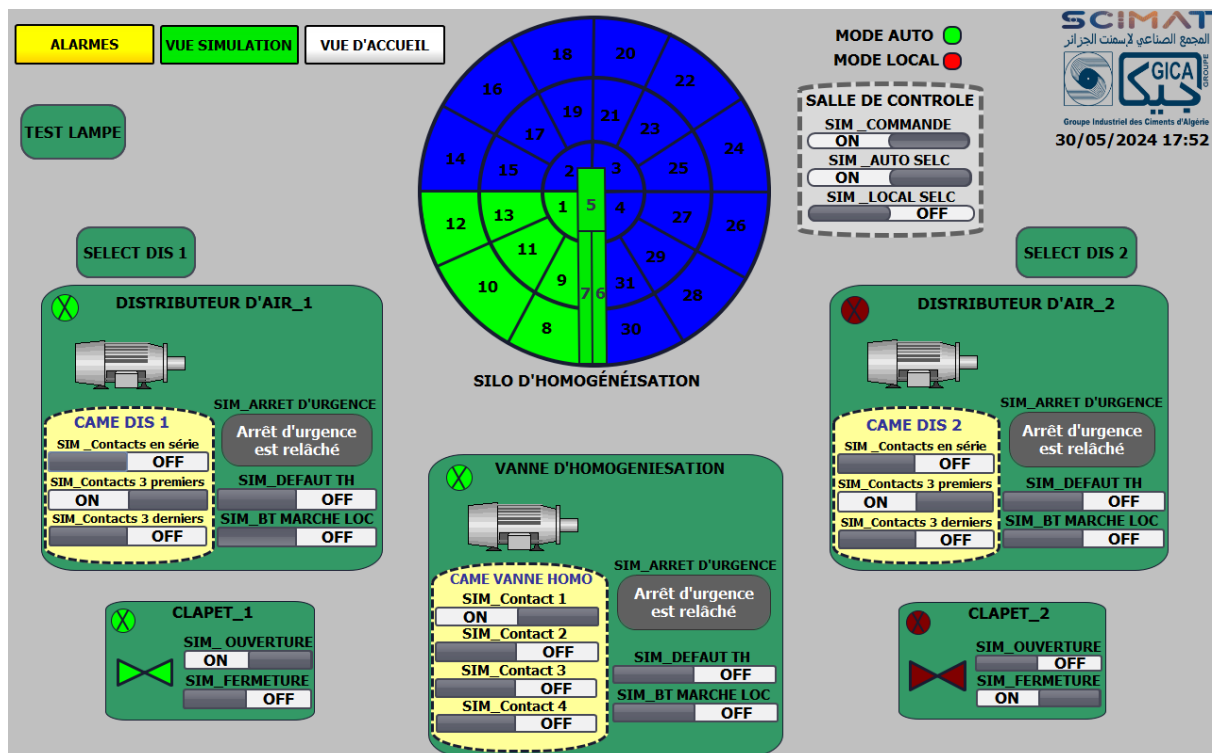 ALARMES
VUE SIMULATION
VUE D'ACCUEIL
MODE AUTO
MODE LOCAL
SCIMAT
المجمع الصناعي لإسمنت الجزائر
GICA
جيكا
GROUPE
Groupe Industriel des Ciments d'Algérie
30/05/2024 17:52
TEST LAMPE
SALLE DE CONTROLE
SIM _COMMANDE
ON
SIM _AUTO SELC
ON
SIM _LOCAL SELC
OFF
18
20
16
22
19
21
17
23
14
15
2
3
25
24
12
13
1
5
4
27
26
11
29
10
9
7
6
31
28
8
30
SILO D'HOMOGÉNÉISATION
SELECT DIS 1
SELECT DIS 2
DISTRIBUTEUR D'AIR_1
SIM_ARRET D'URGENCE
Arrêt d'urgence
est relâché
CAME DIS 1
SIM _Contacts en série
OFF
SIM_Contacts 3 premiers
ON
SIM_Contacts 3 derniers
OFF
SIM_DEFAUT TH
OFF
SIM_BT MARCHE LOC
OFF
DISTRIBUTEUR D'AIR_2
SIM_ARRET D'URGENCE
Arrêt d'urgence
est relâché
CAME DIS 2
SIM _Contacts en série
OFF
SIM_Contacts 3 premiers
ON
SIM_Contacts 3 derniers
OFF
SIM_DEFAUT TH
OFF
SIM_BT MARCHE LOC
OFF
VANNE D'HOMOGENIESATION
SIM_ARRET D'URGENCE
Arrêt d'urgence
est relâché
CAME VANNE HOMO
SIM_Contact 1
ON
SIM_Contact 2
OFF
SIM_Contact 3
OFF
SIM_Contact 4
OFF
SIM_DEFAUT TH
OFF
SIM_BT MARCHE LOC
OFF
CLAPET_1
SIM_ OUVERTURE
ON
SIM_FERMETURE
OFF
CLAPET_2
SIM_OUVERTURE
OFF
SIM_FERMETURE
ON